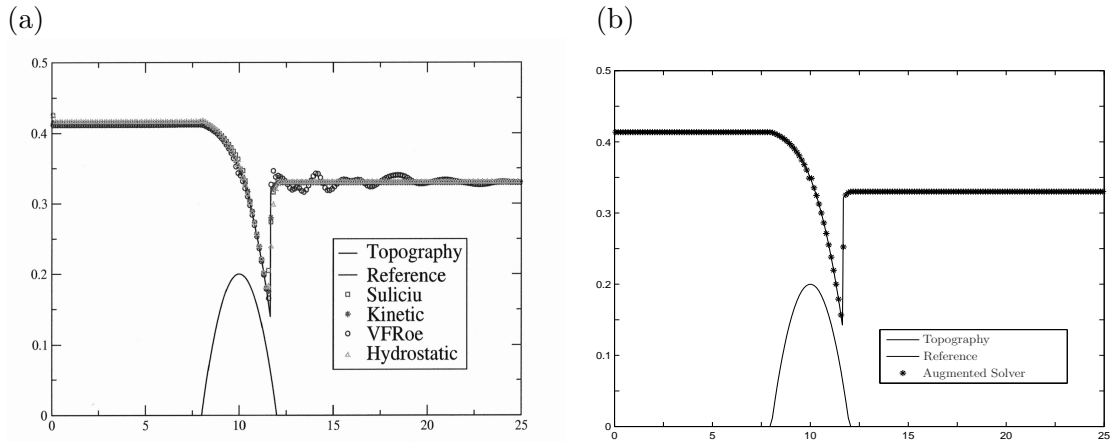 (a)
(b)
0.5
0.4
0.3
0.2
0.1
0
0 5 10 15 20 25
Topography
Reference
Suliciu
Kinetic
VFRoe
Hydrostatic
0.5
0.4
0.3
0.2
0.1
0
0 5 10 15 20 25
Topography
Reference
Augmented Solver